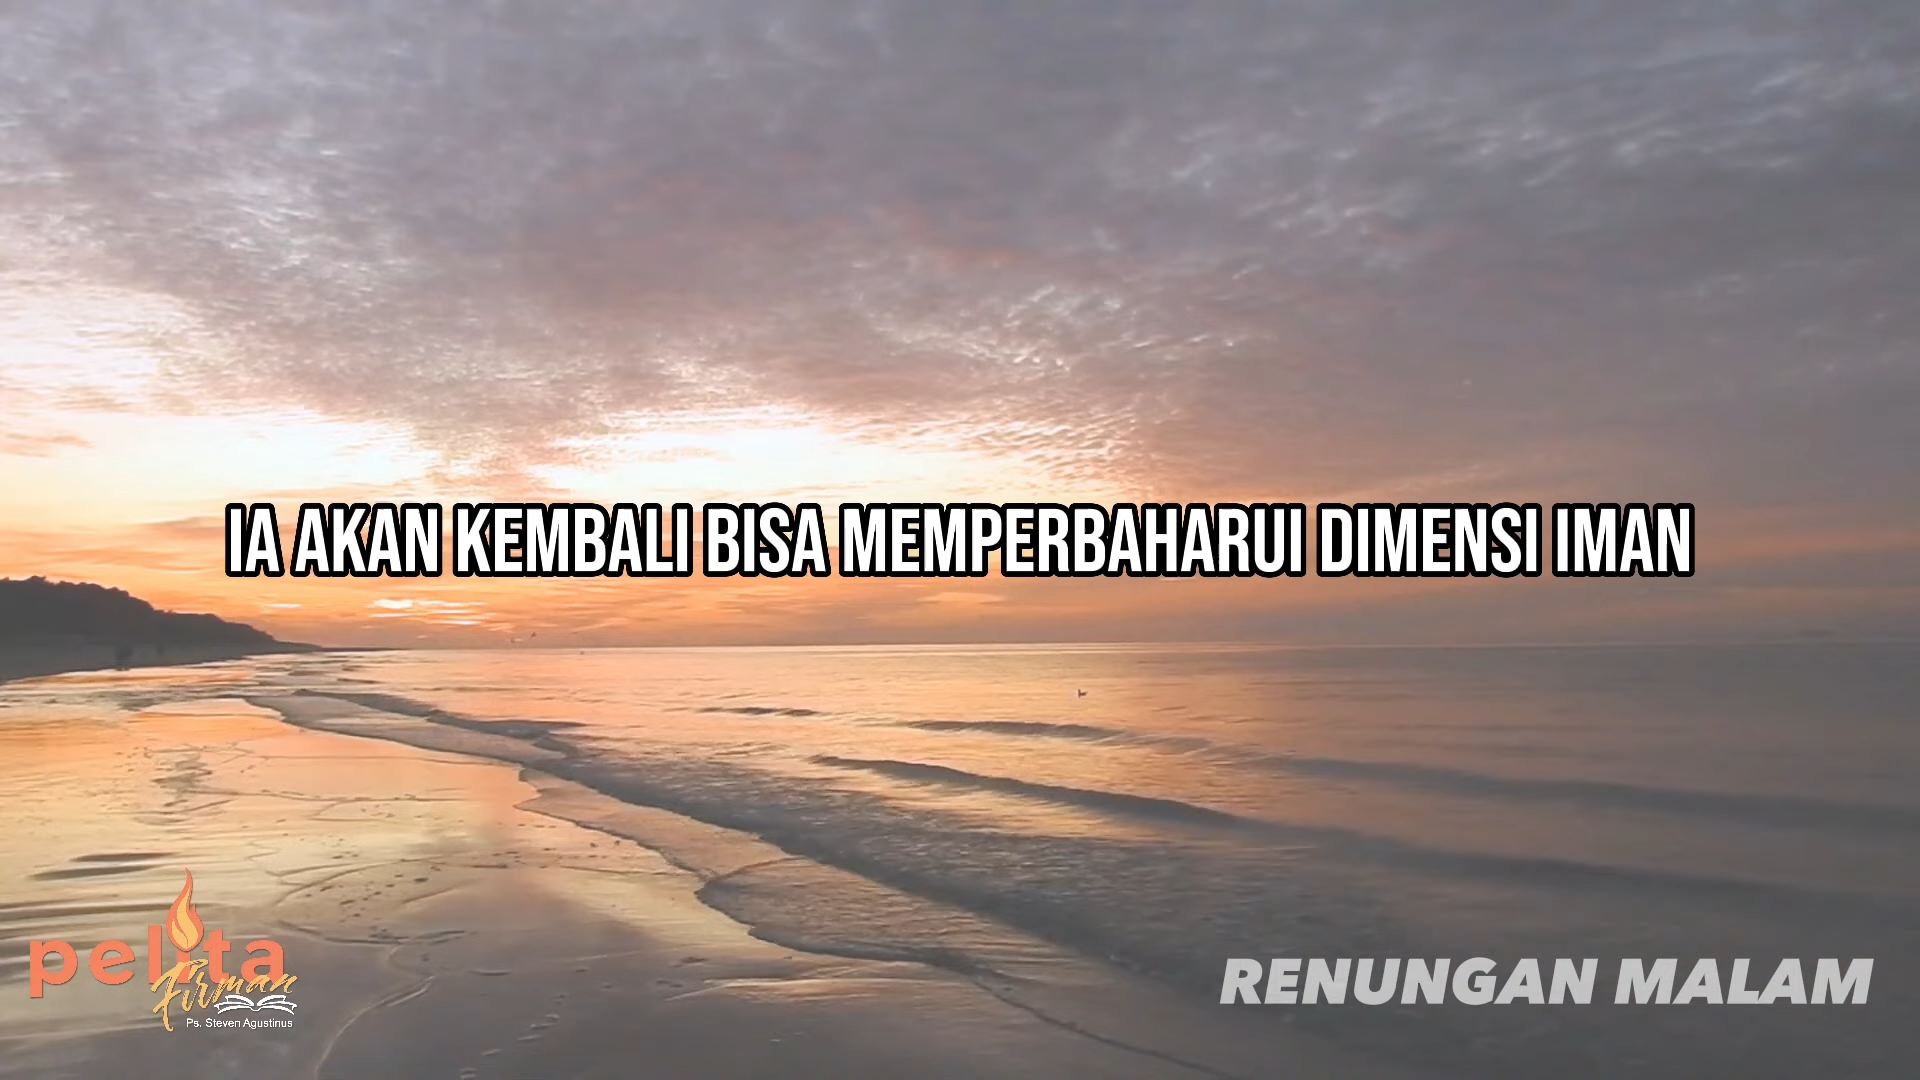 IA AKAN KEMBALI BISA MEMPERBAHARUI DIMENSI IMAN
pelita
Firman
Ps. Steven Agustinus
RENUNGAN MALAM